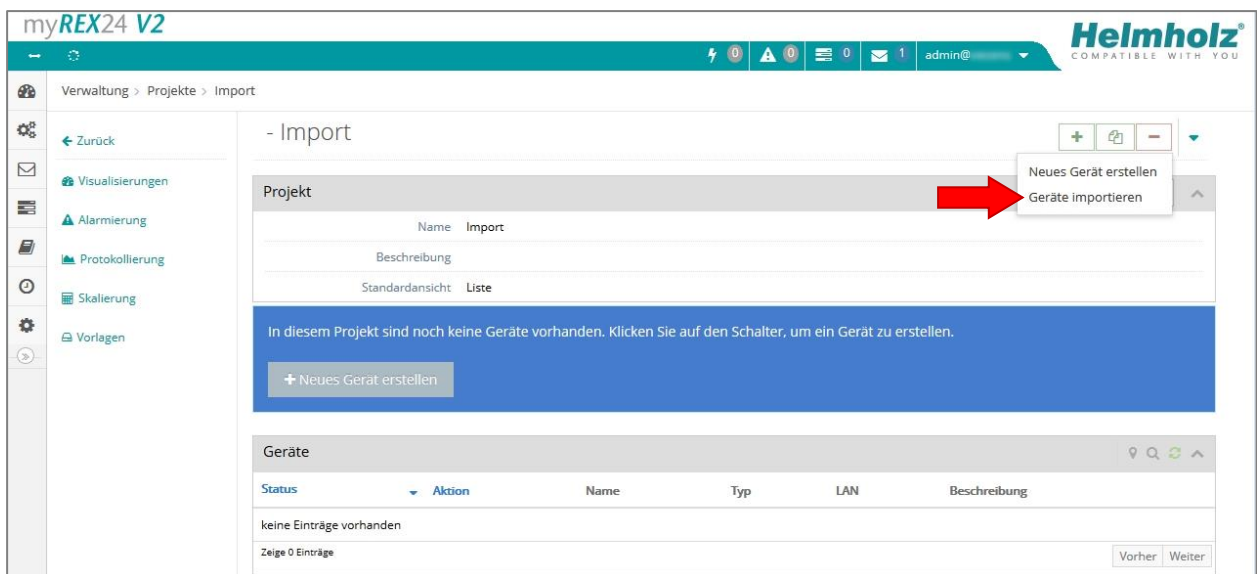 myREX24 V2
Helmholz®
COMPATIBLE WITH YOU
0 0 0 1 admin@
Verwaltung > Projekte > Import
Zurück
Visualisierungen
Alarmierung
Protokollierung
Skalierung
Vorlagen
- Import
Neues Gerät erstellen
Geräte importieren
Projekt
Name Import
Beschreibung
Standardansicht Liste
In diesem Projekt sind noch keine Geräte vorhanden. Klicken Sie auf den Schalter, um ein Gerät zu erstellen.
+ Neues Gerät erstellen
Geräte
Status Aktion Name Typ LAN Beschreibung
keine Einträge vorhanden
Zeige 0 Einträge
Vorher Weiter